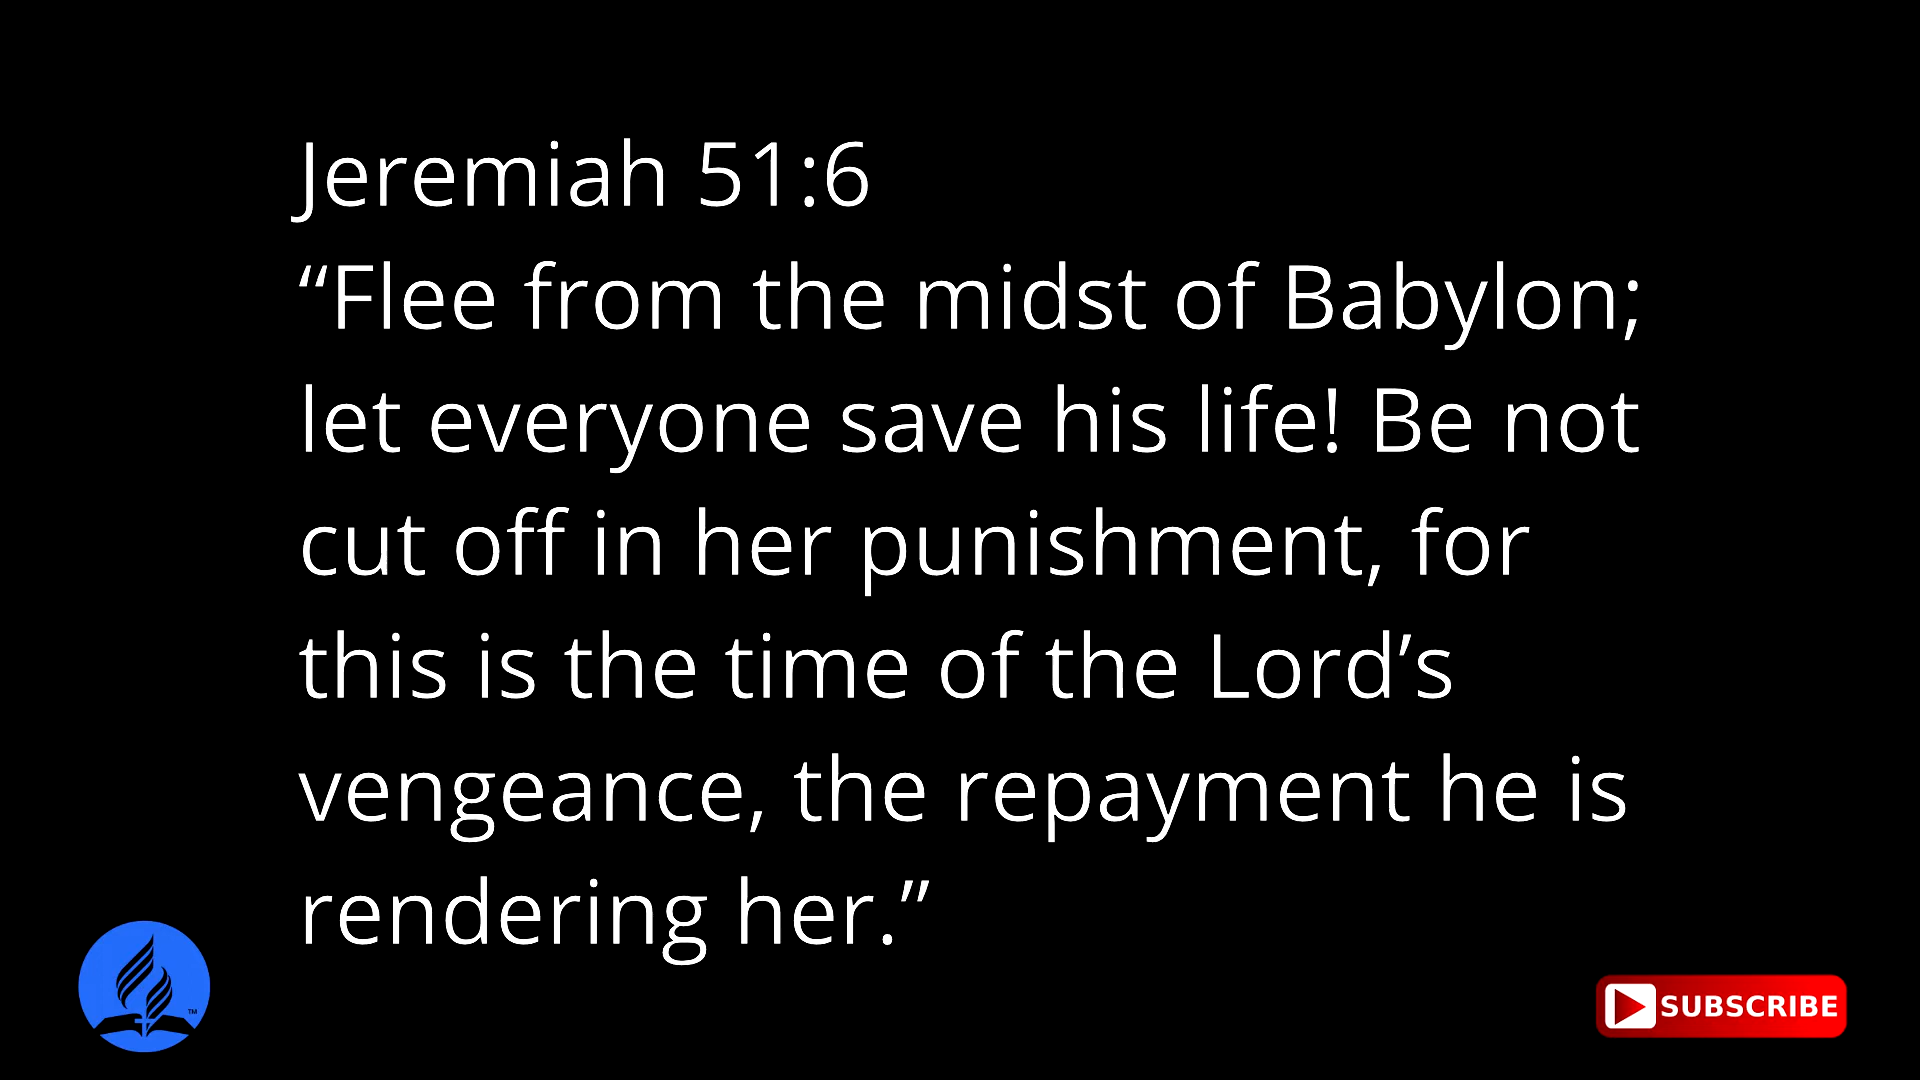 Jeremiah 51:6
“Flee from the midst of Babylon;
let everyone save his life! Be not
cut off in her punishment, for
this is the time of the Lord’s
vengeance, the repayment he is
rendering her.”
TM
SUBSCRIBE